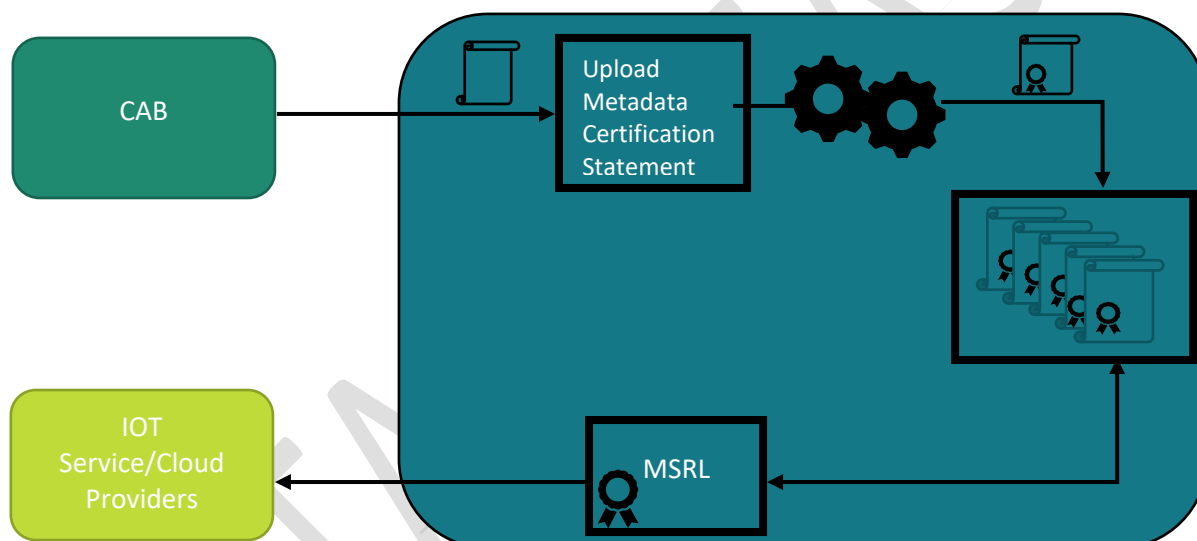 CAB
Upload
Metadata
Certification
Statement
IOT
Service/Cloud
Providers
MSRL